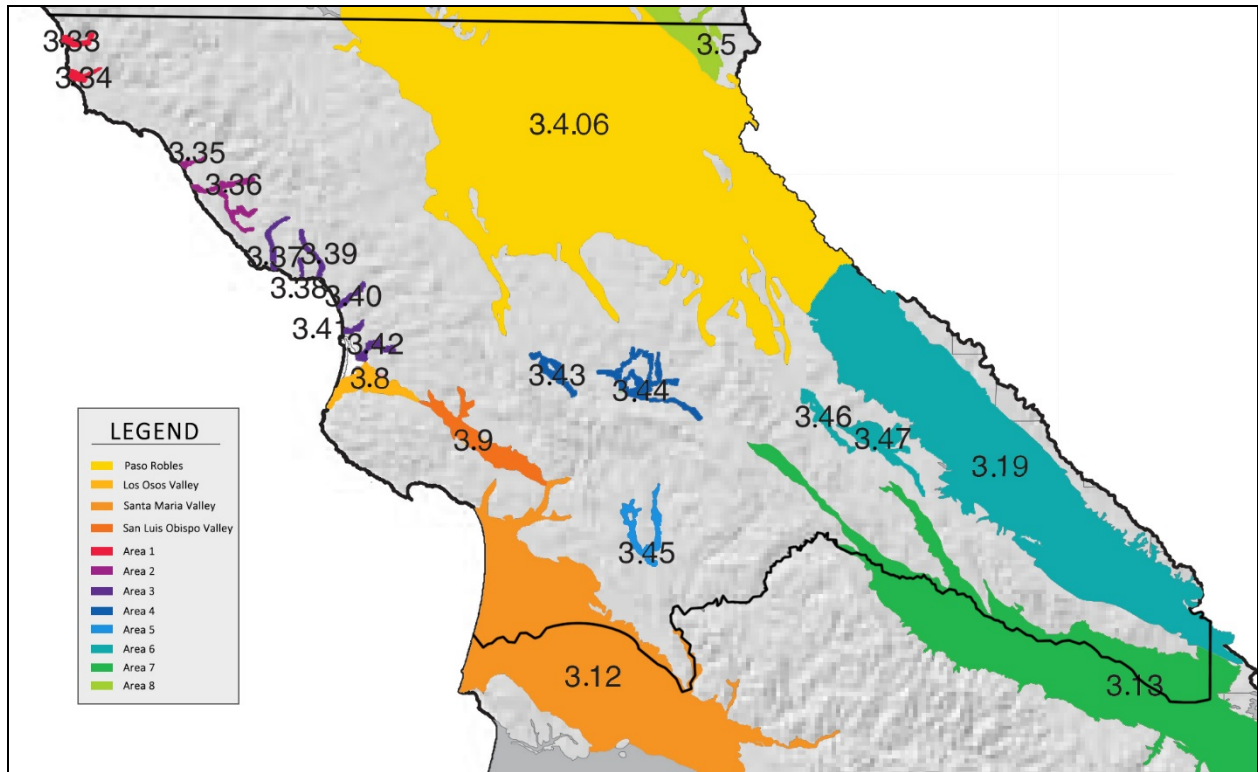 3.33
3.34
3.5
3.4.06
3.35
3.36
3.37
3.39
3.38
3.40
3.41
3.42
3.8
3.43
3.44
3.46
3.47
3.9
3.19
3.45
3.12
3.13
LEGEND
Paso Robles
Los Osos Valley
Santa Maria Valley
San Luis Obispo Valley
Area 1
Area 2
Area 3
Area 4
Area 5
Area 6
Area 7
Area 8